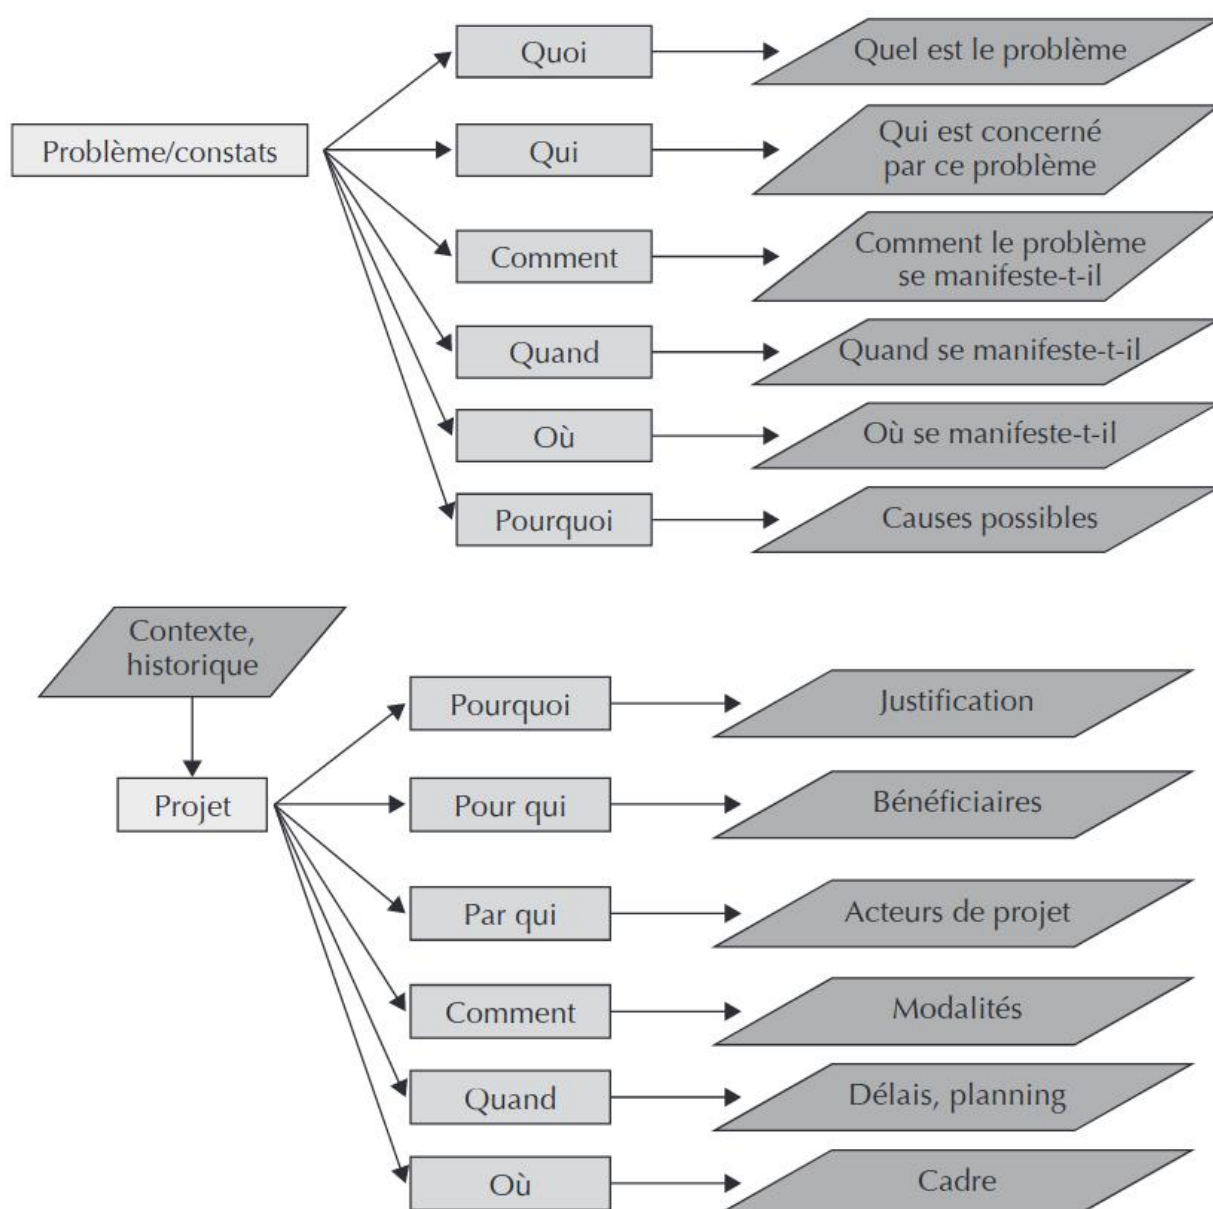 Problème/constats
Quoi
Quel est le problème
Qui
Qui est concerné
par ce problème
Comment
Comment le problème
se manifeste-t-il
Quand
Quand se manifeste-t-il
Où
Où se manifeste-t-il
Pourquoi
Causes possibles
Contexte,
historique
Projet
Pourquoi
Justification
Pour qui
Bénéficiaires
Par qui
Acteurs de projet
Comment
Modalités
Quand
Délais, planning
Où
Cadre